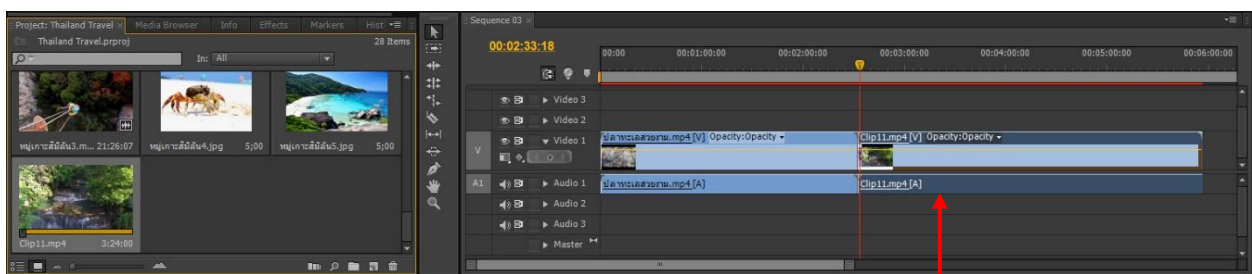 Project: Thailand Travel × Media Browser Info Effects Markers Hist
Thailand Travel.prproj 28 Items
In: All
หมู่เกาะสิมิลัน3.m... 21:26:07 หมู่เกาะสิมิลัน4.jpg 5;00 หมู่เกาะสิมิลัน5.jpg 5;00
Clip11.mp4 3:24:00
Sequence 03 ×
00:02:33:18
00:00 00:01:00:00 00:02:00:00 00:03:00:00 00:04:00:00 00:05:00:00 00:06:00:00
Video 3
Video 2
V Video 1 ปลาทะเลสวยงาม.mp4 [V] Opacity:Opacity Clip11.mp4 [V] Opacity:Opacity
A1 Audio 1 ปลาทะเลสวยงาม.mp4 [A] Clip11.mp4 [A]
Audio 2
Audio 3
Master